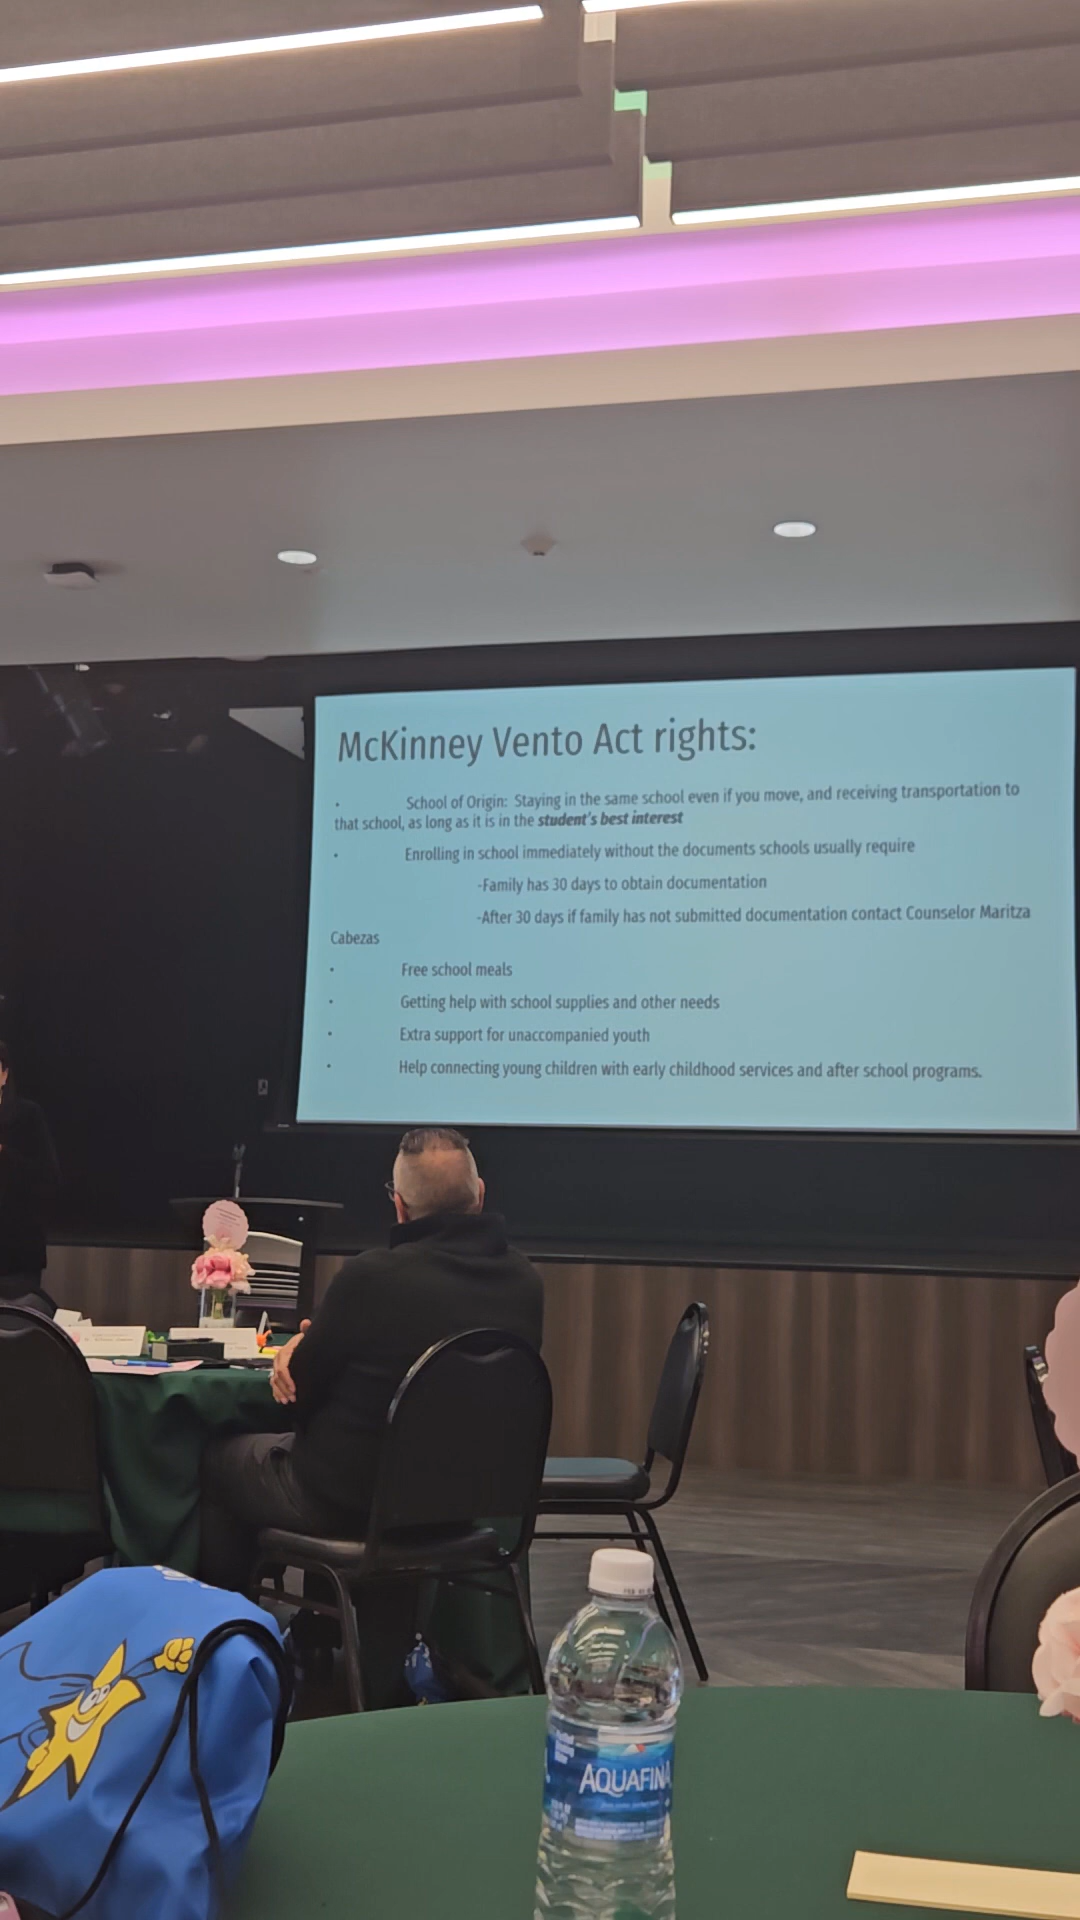 McKinney Vento Act rights:
• School of Origin: Staying in the same school even if you move, and receiving transportation to
that school, as long as it is in the student's best interest
• Enrolling in school immediately without the documents schools usually require
-Family has 30 days to obtain documentation
-After 30 days if family has not submitted documentation contact Counselor Maritza
Cabezas
• Free school meals
• Getting help with school supplies and other needs
• Extra support for unaccompanied youth
• Help connecting young children with early childhood services and after school programs.
AQUAFINA